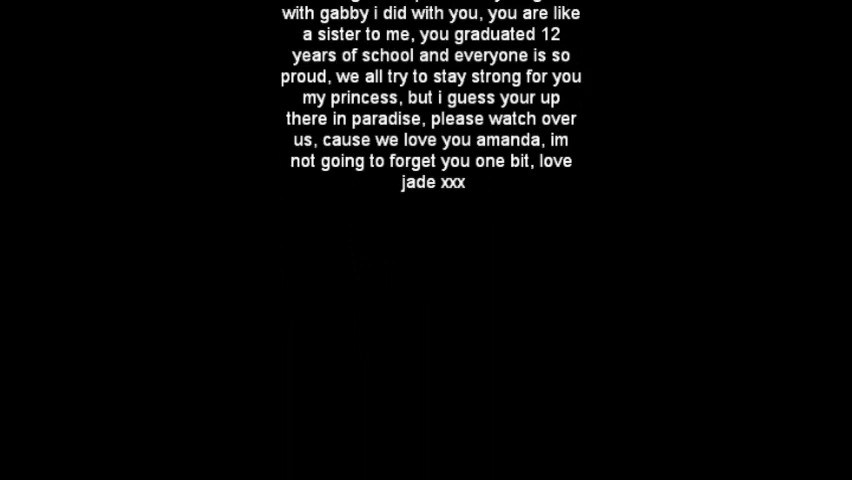 with gabby i did with you, you are like
a sister to me, you graduated 12
years of school and everyone is so
proud, we all try to stay strong for you
my princess, but i guess your up
there in paradise, please watch over
us, cause we love you amanda, im
not going to forget you one bit, love
jade xxx